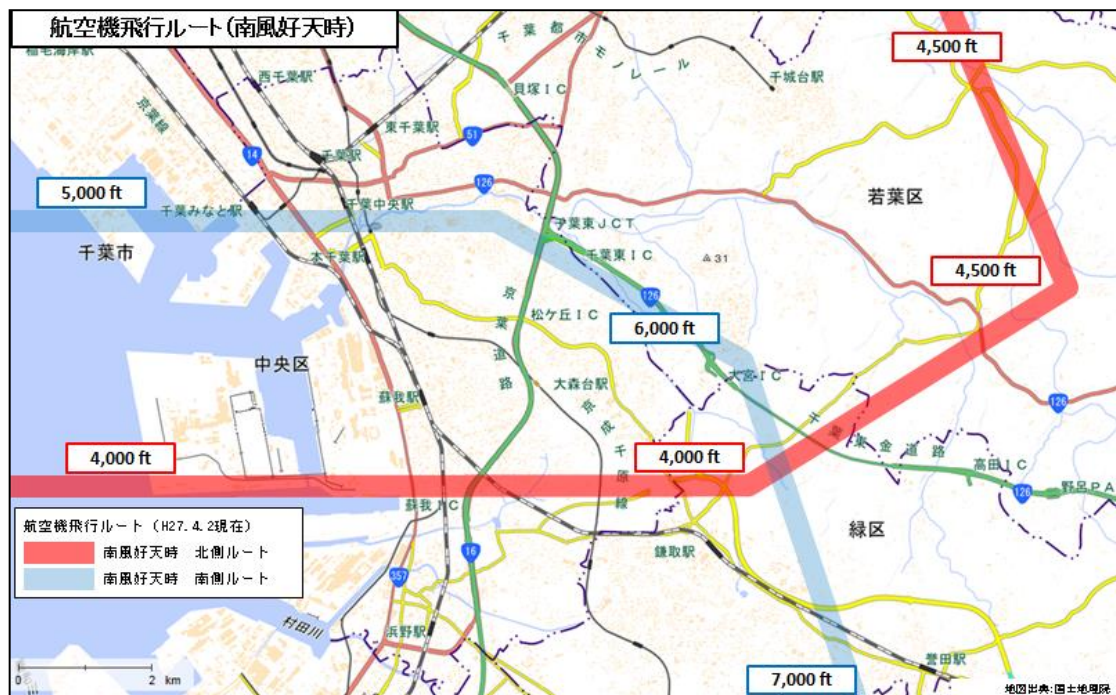 航空機飛行ルート(南風好天時)
4,500 ft
稲毛海岸駅
西千葉駅
千葉都市モノレール
千城台駅
貝塚IC
京葉線
東千葉駅
51
14
千葉駅
126
若葉区
5,000 ft
千葉みなと駅
千葉中央駅
千葉東JCT
千葉市
本千葉駅
千葉東IC
31
4,500 ft
126
京葉道路
松ケ丘IC
6,000 ft
中央区
大森台駅
大宮IC
蘇我駅
京成千原線
千葉東金道路
126
4,000 ft
4,000 ft
高田IC
蘇我IC
126
野呂PA
航空機飛行ルート(H27.4.2現在)
南風好天時 北側ルート
南風好天時 南側ルート
緑区
鎌取駅
16
357
村田川
浜野駅
誉田駅
0 2 km
7,000 ft
地図出典:国土地理院